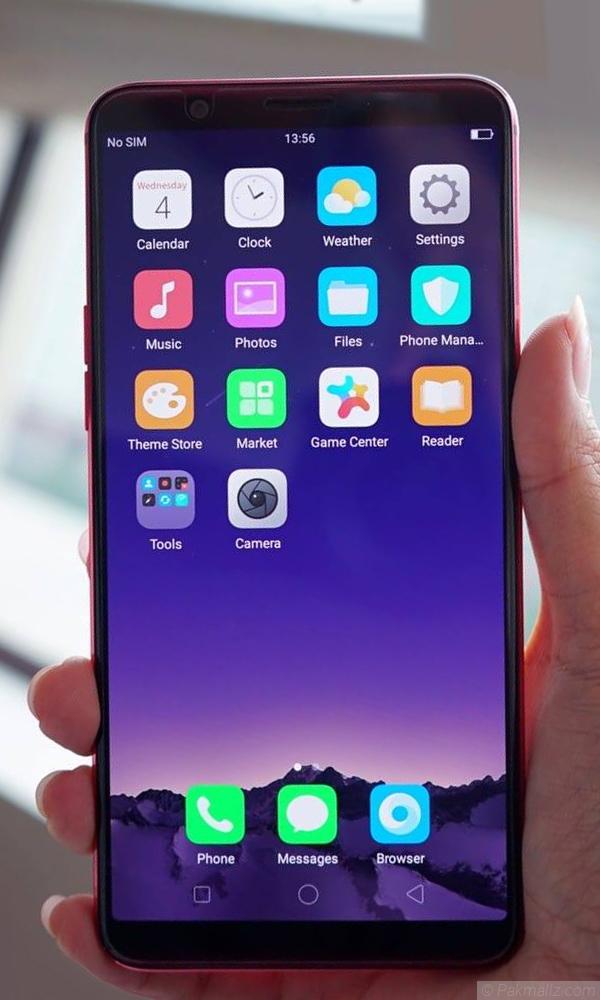 No SIM
13:56
Wednesday
4
Calendar
Clock
Weather
Settings
Music
Photos
Files
Phone Mana...
Theme Store
Market
Game Center
Reader
Tools
Camera
Phone
Messages
Browser
© Pakmallz.com